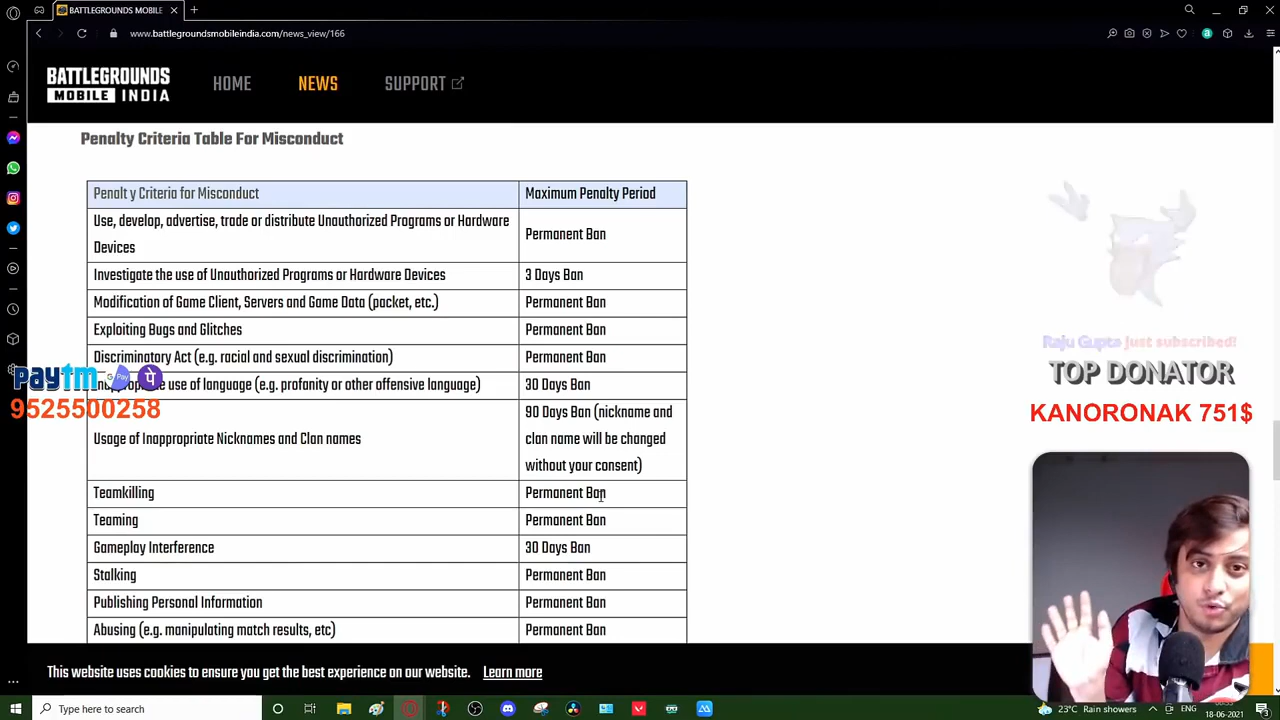 BATTLEGROUNDS MOBILE
www.battlegroundsmobileindia.com/news_view/166
BATTLEGROUNDS
MOBILE INDIA
HOME
NEWS
SUPPORT
Penalty Criteria Table For Misconduct
Penalt y Criteria for Misconduct
Maximum Penalty Period
Use, develop, advertise, trade or distribute Unauthorized Programs or Hardware
Devices
Permanent Ban
Investigate the use of Unauthorized Programs or Hardware Devices
3 Days Ban
Modification of Game Client, Servers and Game Data (packet, etc.)
Permanent Ban
Exploiting Bugs and Glitches
Permanent Ban
Discriminatory Act (e.g. racial and sexual discrimination)
Permanent Ban
use of language (e.g. profanity or other offensive language)
30 Days Ban
Usage of Inappropriate Nicknames and Clan names
90 Days Ban (nickname and
clan name will be changed
without your consent)
Teamkilling
Permanent Ban
Teaming
Permanent Ban
Gameplay Interference
30 Days Ban
Stalking
Permanent Ban
Publishing Personal Information
Permanent Ban
Abusing (e.g. manipulating match results, etc)
Permanent Ban
paytm G Pay पे
9525500258
Raju Gupta just subscribed!
TOP DONATOR
KANORONAK 751$
This website uses cookies to ensure you get the best experience on our website. Learn more
Type here to search
23°C Rain showers
ENG
18-06-2021
3